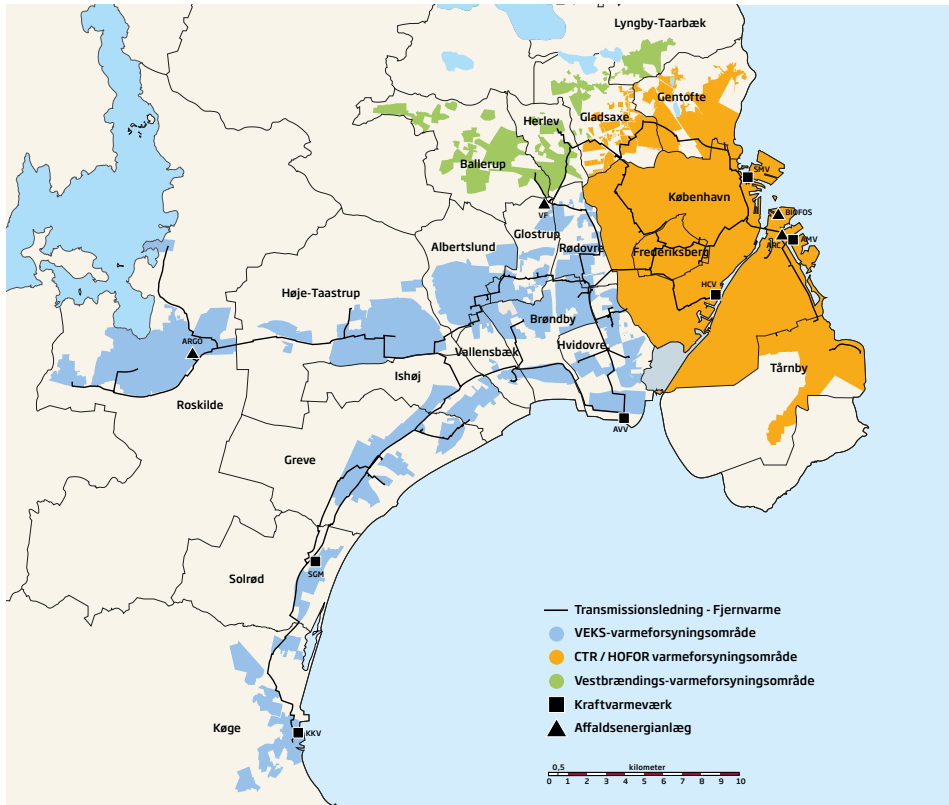 Lyngby-Taarbæk
Gentofte
Herlev
Gladsaxe
Ballerup
SMV
København
VF
BIOFOS
Glostrup
ARC
AMV
Albertslund
Rødovre
Frederiksberg
Høje-Taastrup
HCV
Brøndby
ARGO
Vallensbæk
Hvidovre
Ishøj
Tårnby
Roskilde
AVV
Greve
SGM
Solrød
Køge
KKV
Transmissionsledning - Fjernvarme
VEKS-varmeforsyningsområde
CTR / HOFOR varmeforsyningsområde
Vestbrændings-varmeforsyningsområde
Kraftvarmeværk
Affaldsenergianlæg
0,5 kilometer
0 1 2 3 4 5 6 7 8 9 10